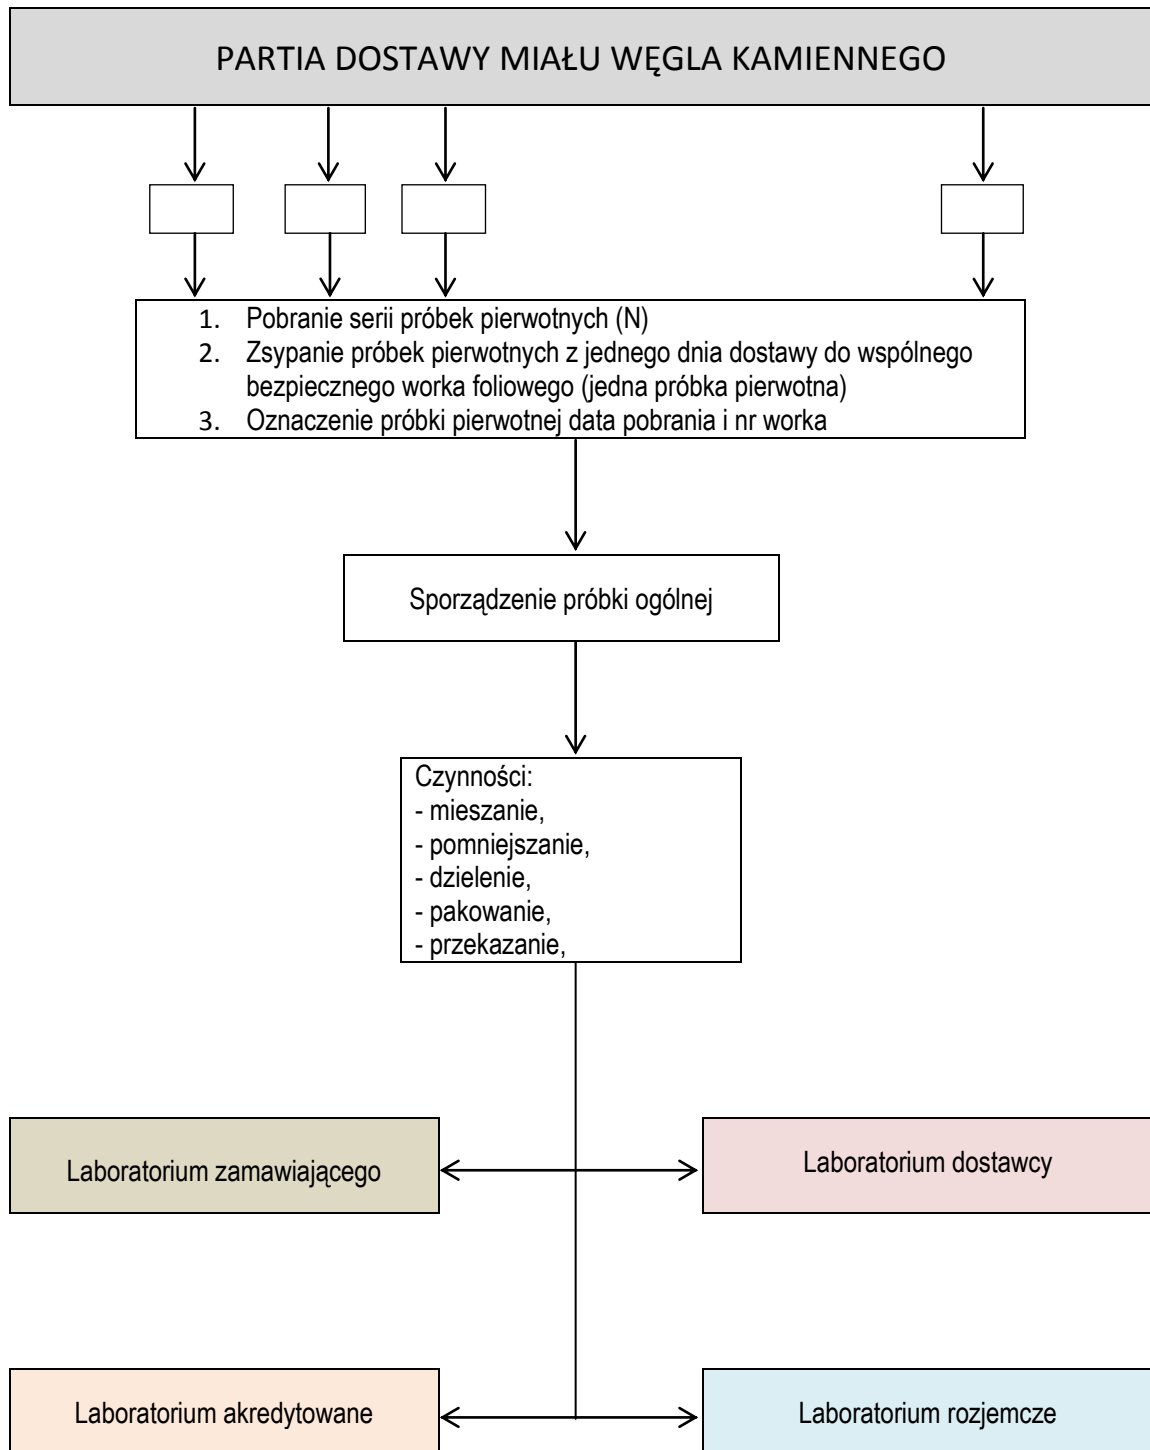 PARTIA DOSTAWY MIAŁU WĘGLA KAMIENNEGO
1. Pobranie serii próbek pierwotnych (N)
2. Zsypanie próbek pierwotnych z jednego dnia dostawy do wspólnego
bezpiecznego worka foliowego (jedna próbka pierwotna)
3. Oznaczenie próbki pierwotnej data pobrania i nr worka
Sporządzenie próbki ogólnej
Czynności:
- mieszanie,
- pomniejszanie,
- dzielenie,
- pakowanie,
- przekazanie,
Laboratorium zamawiającego
Laboratorium dostawcy
Laboratorium akredytowane
Laboratorium rozjemcze